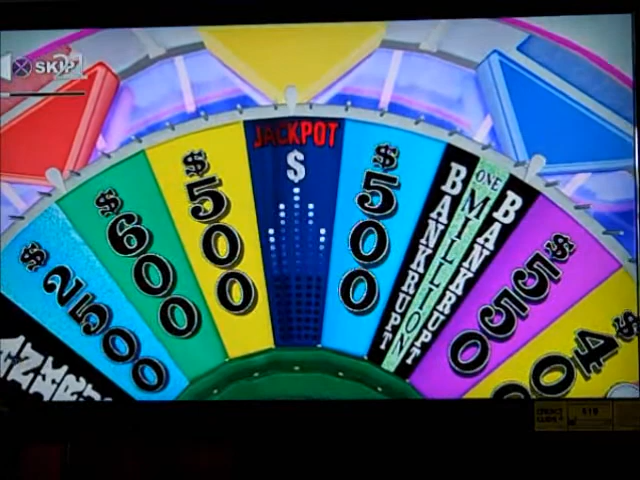 SKIP
JACKPOT
$
$500
$500
$600
$2500
BANKRUPT
ONE MILLION
BANKRUPT
$550
$400